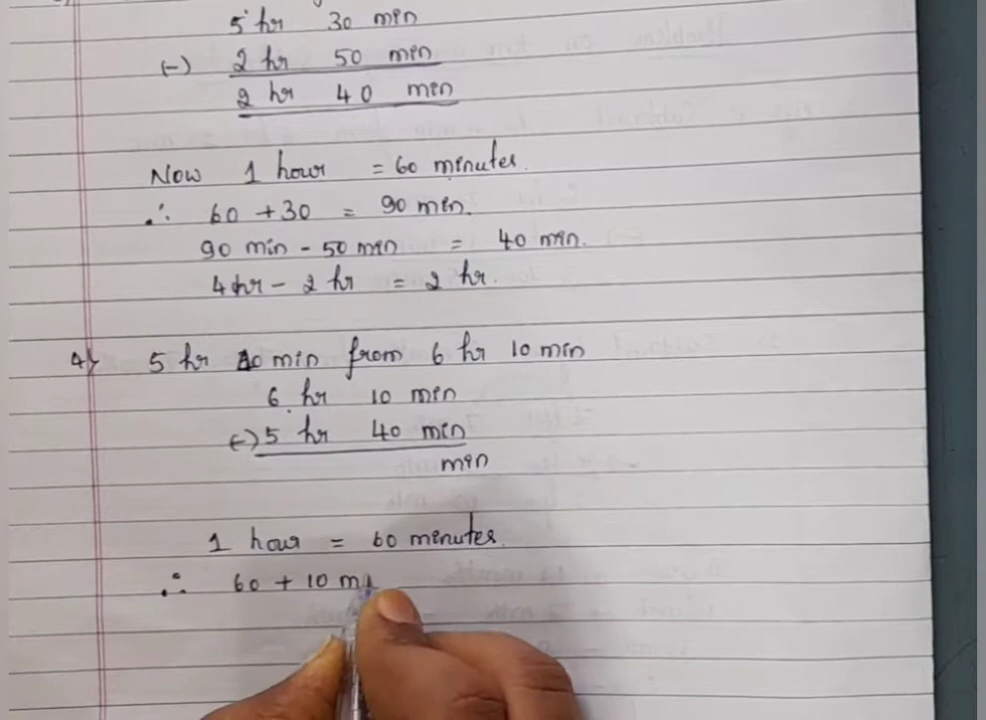 5 hr 30 min
(-) 2 hr 50 min
2 hr 40 min
Now 1 hour = 60 minutes.
∴ 60 + 30 = 90 min.
90 min - 50 min = 40 min.
4 hr - 2 hr = 2 hr.
4) 5 hr 40 min from 6 hr 10 min
6 hr 10 min
(-) 5 hr 40 min
min
1 hour = 60 minutes.
∴ 60 + 10 mi